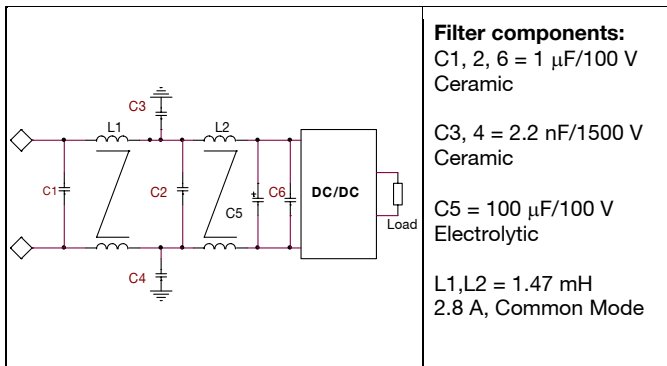 C3
L1
L2
C1
C2
C5
+
C6
DC/DC
Load
C4
Filter components:
C1, 2, 6 = 1 μF/100 V
Ceramic
C3, 4 = 2.2 nF/1500 V
Ceramic
C5 = 100 μF/100 V
Electrolytic
L1,L2 = 1.47 mH
2.8 A, Common Mode